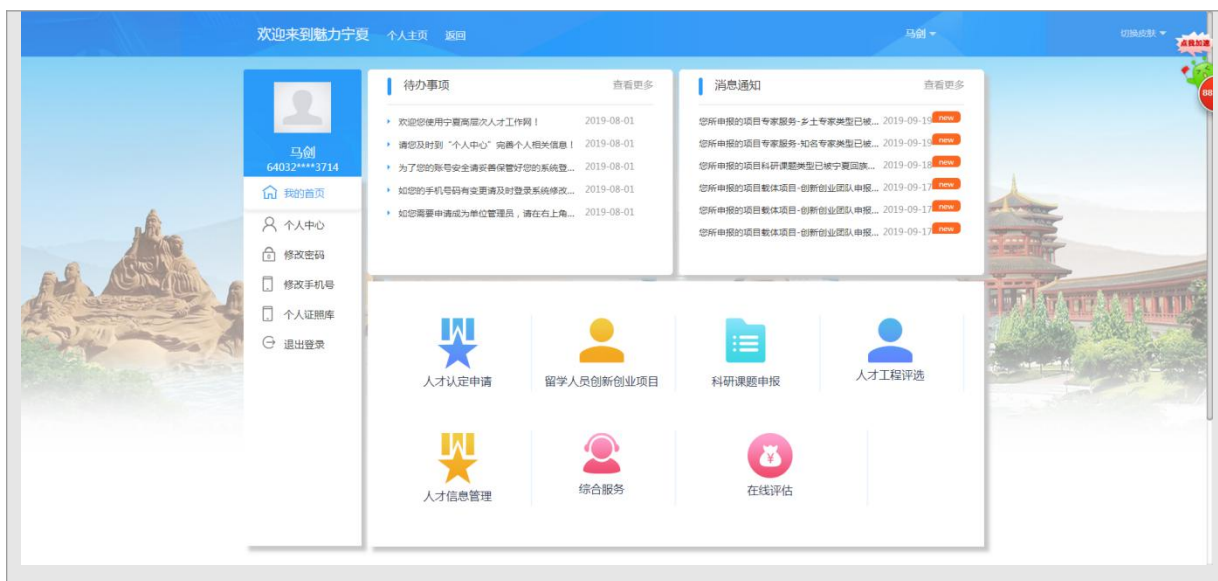 欢迎来到魅力宁夏 个人主页 返回 马剑 切换皮肤
点我加速
88
马剑
64032****3714
我的首页
个人中心
修改密码
修改手机号
个人证照库
退出登录
待办事项 查看更多
欢迎您使用宁夏高层次人才工作网！ 2019-08-01
请您及时到“个人中心”完善个人相关信息！ 2019-08-01
为了您的账号安全请妥善保管好您的系统登... 2019-08-01
如您的手机号码有变更请及时登录系统修改... 2019-08-01
如您需要申请成为单位管理员，请在右上角... 2019-08-01
消息通知 查看更多
您所申报的项目专家服务-乡土专家类型已被... 2019-09-19 new
您所申报的项目专家服务-知名专家类型已被... 2019-09-19 new
您所申报的项目科研课题类型已被宁夏回族... 2019-09-18 new
您所申报的项目载体项目-创新创业团队申报... 2019-09-17 new
您所申报的项目载体项目-创新创业团队申报... 2019-09-17 new
您所申报的项目载体项目-创新创业团队申报... 2019-09-17 new
人才认定申请
留学人员创新创业项目
科研课题申报
人才工程评选
人才信息管理
综合服务
在线评估